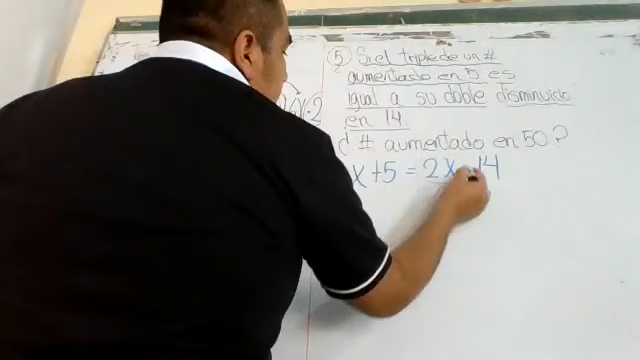 ⑤ Si el triple de un #
aumentado en 5 es
igual a su doble disminuido
en 14.
d # aumentado en 50?
x + 5 = 2x - 14